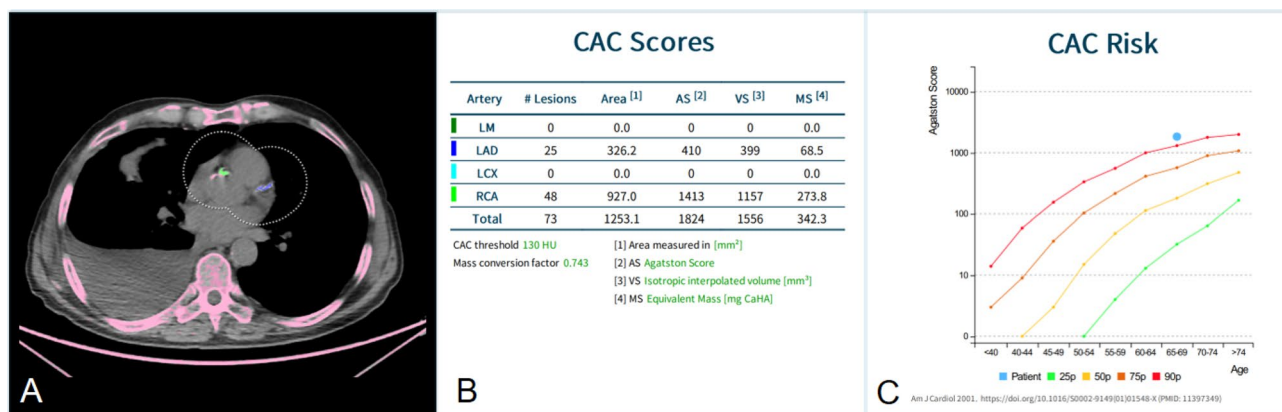 A
CAC Scores
Artery # Lesions Area [1] AS [2] VS [3] MS [4]
LM 0 0.0 0 0 0.0
LAD 25 326.2 410 399 68.5
LCX 0 0.0 0 0 0.0
RCA 48 927.0 1413 1157 273.8
Total 73 1253.1 1824 1556 342.3
CAC threshold 130 HU
Mass conversion factor 0.743
[1] Area measured in [mm²]
[2] AS Agatston Score
[3] VS Isotropic interpolated volume [mm³]
[4] MS Equivalent Mass [mg CaHA]
B
CAC Risk
Agatston Score
10000
1000
100
10
0
<40 40-44 45-49 50-54 55-59 60-64 65-69 70-74 >74
Age
Patient 25p 50p 75p 90p
C
Am J Cardiol 2001. https://doi.org/10.1016/S0002-9149(01)01548-X (PMID: 11397349)